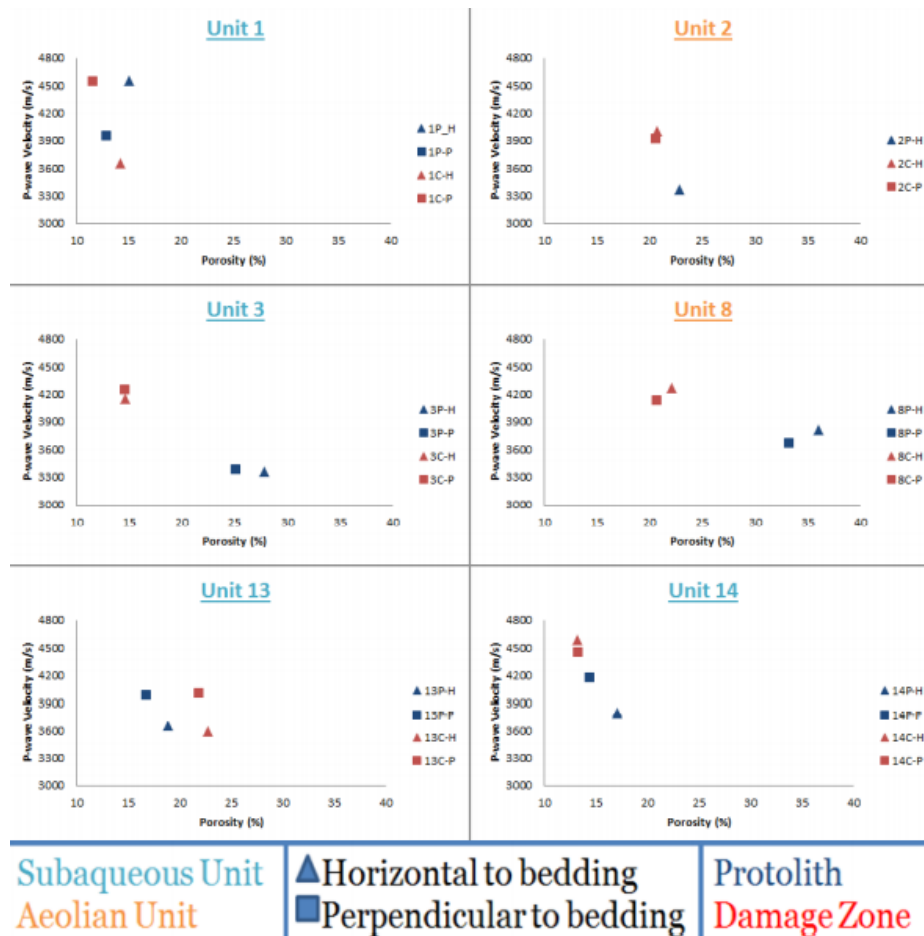 Unit 1
P-wave Velocity (m/s)
4800
4500
4200
3900
3600
3300
3000
10 15 20 25 30 35 40
Porosity (%)
1P_H
1P-P
1C-H
1C-P
Unit 2
P-wave Velocity (m/s)
4800
4500
4200
3900
3600
3300
3000
10 15 20 25 30 35 40
Porosity (%)
2P-H
2C-H
2C-P
Unit 3
P-wave Velocity (m/s)
4800
4500
4200
3900
3600
3300
3000
10 15 20 25 30 35 40
Porosity (%)
3P-H
3P-P
3C-H
3C-P
Unit 8
P-wave Velocity (m/s)
4800
4500
4200
3900
3600
3300
3000
10 15 20 25 30 35 40
Porosity (%)
8P-H
8P-P
8C-H
8C-P
Unit 13
P-wave Velocity (m/s)
4800
4500
4200
3900
3600
3300
3000
10 15 20 25 30 35 40
Porosity (%)
13P-H
13P-P
13C-H
13C-P
Unit 14
P-wave Velocity (m/s)
4800
4500
4200
3900
3600
3300
3000
10 15 20 25 30 35 40
Porosity (%)
14P-H
14P-P
14C-H
14C-P
Subaqueous Unit
Aeolian Unit
Horizontal to bedding
Perpendicular to bedding
Protolith
Damage Zone